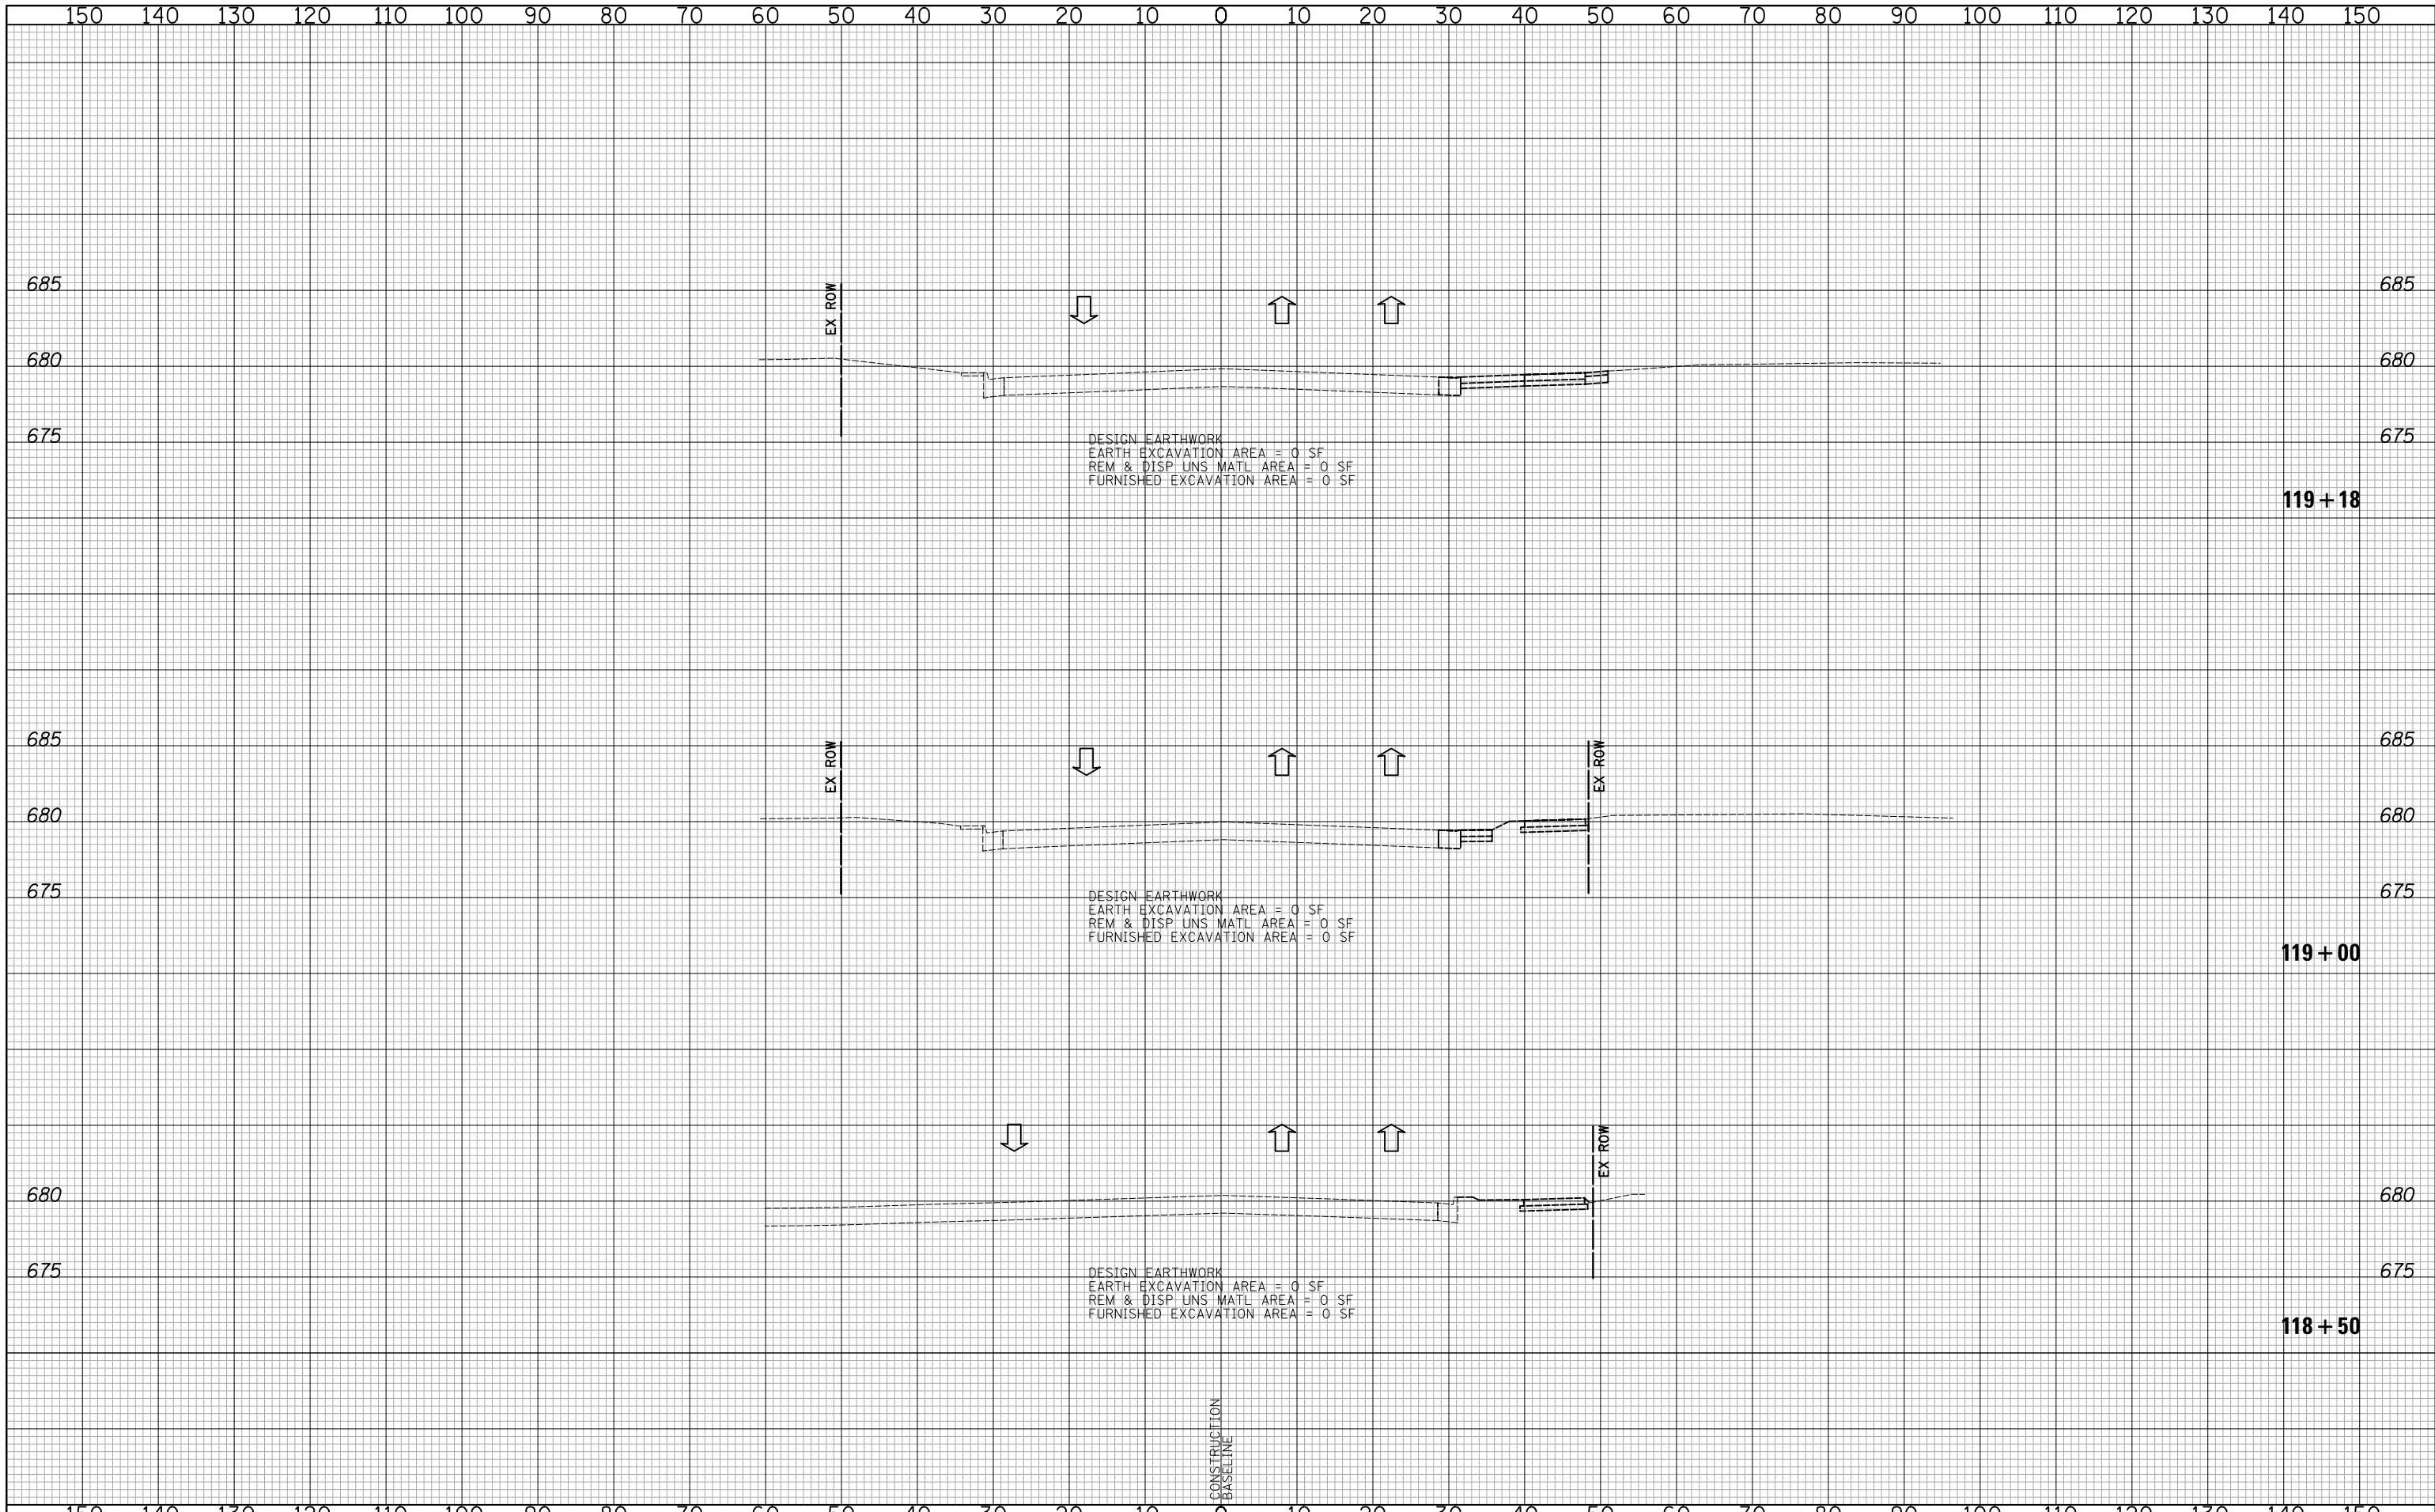 150 140 130 120 110 100 90 80 70 60 50 40 30 20 10 0 10 20 30 40 50 60 70 80 90 100 110 120 130 140 150
685 685
EX ROW
680 680
675 675
DESIGN EARTHWORK
EARTH EXCAVATION AREA = 0 SF
REM & DISP UNS MATL AREA = 0 SF
FURNISHED EXCAVATION AREA = 0 SF
119+18
685 685
EX ROW EX ROW
680 680
675 675
DESIGN EARTHWORK
EARTH EXCAVATION AREA = 0 SF
REM & DISP UNS MATL AREA = 0 SF
FURNISHED EXCAVATION AREA = 0 SF
119+00
EX ROW
680 680
675 675
DESIGN EARTHWORK
EARTH EXCAVATION AREA = 0 SF
REM & DISP UNS MATL AREA = 0 SF
FURNISHED EXCAVATION AREA = 0 SF
118+50
CONSTRUCTION
BASELINE
150 140 130 120 110 100 90 80 70 60 50 40 30 20 10 0 10 20 30 40 50 60 70 80 90 100 110 120 130 140 150